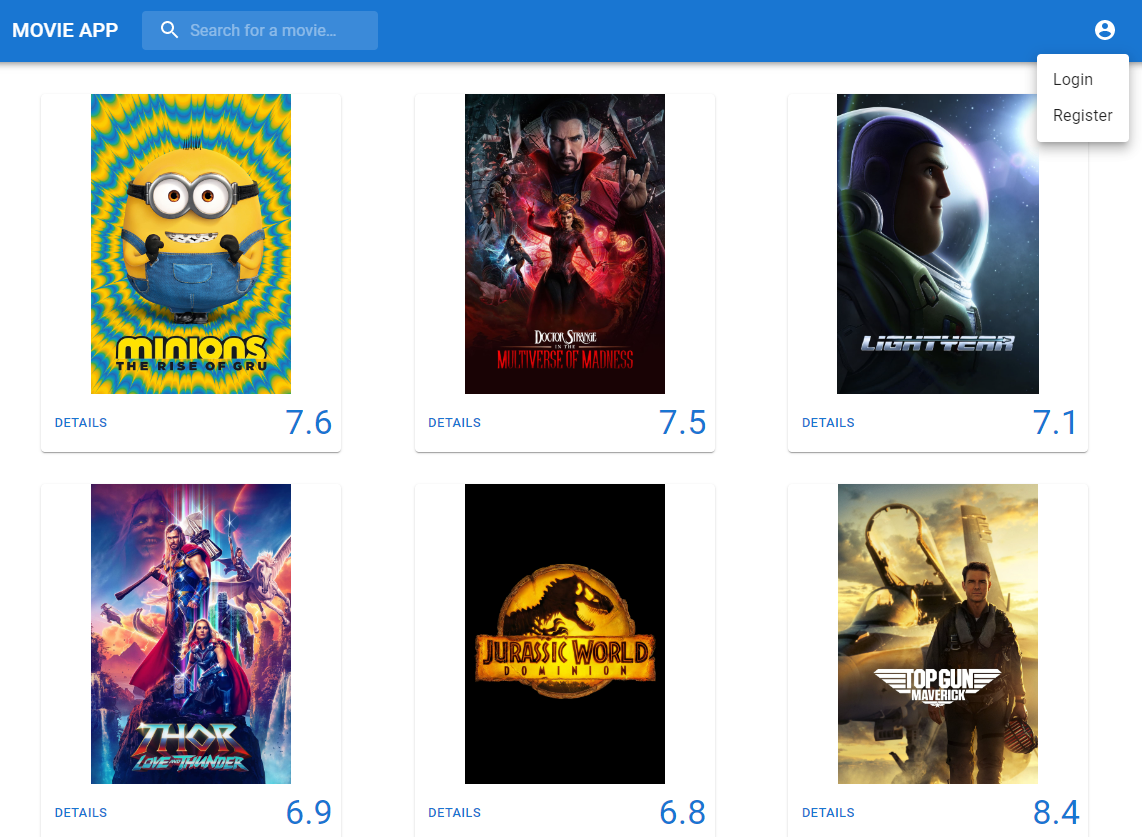 MOVIE APP
Search for a movie...
Login
Register
MINIONS
THE RISE OF GRU
DETAILS
7.6
DOCTOR STRANGE
IN THE
MULTIVERSE OF MADNESS
DETAILS
7.5
LIGHTYEAR
DETAILS
7.1
THOR
LOVE AND THUNDER
DETAILS
6.9
JURASSIC WORLD
DOMINION
DETAILS
6.8
TOP GUN
MAVERICK
DETAILS
8.4